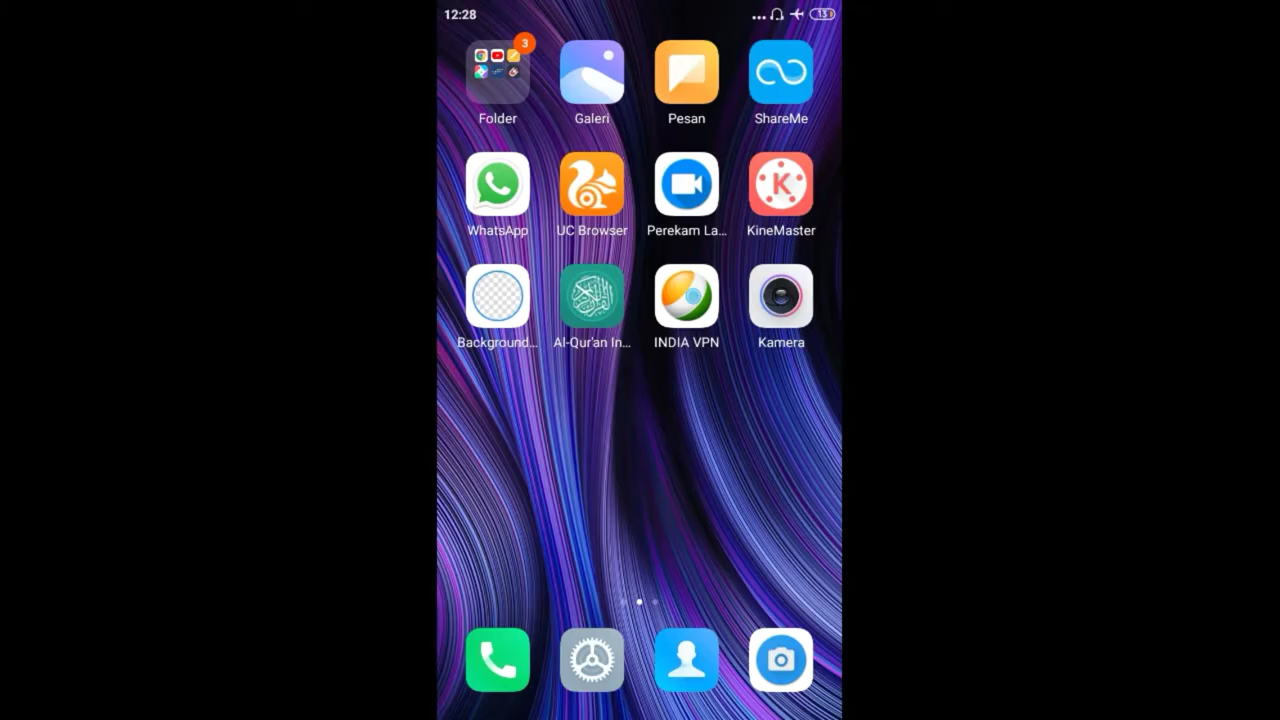 12:28
13
3
Folder
Galeri
Pesan
ShareMe
WhatsApp
UC Browser
Perekam La...
K
KineMaster
Background...
Al-Qur'an In...
INDIA VPN
Kamera